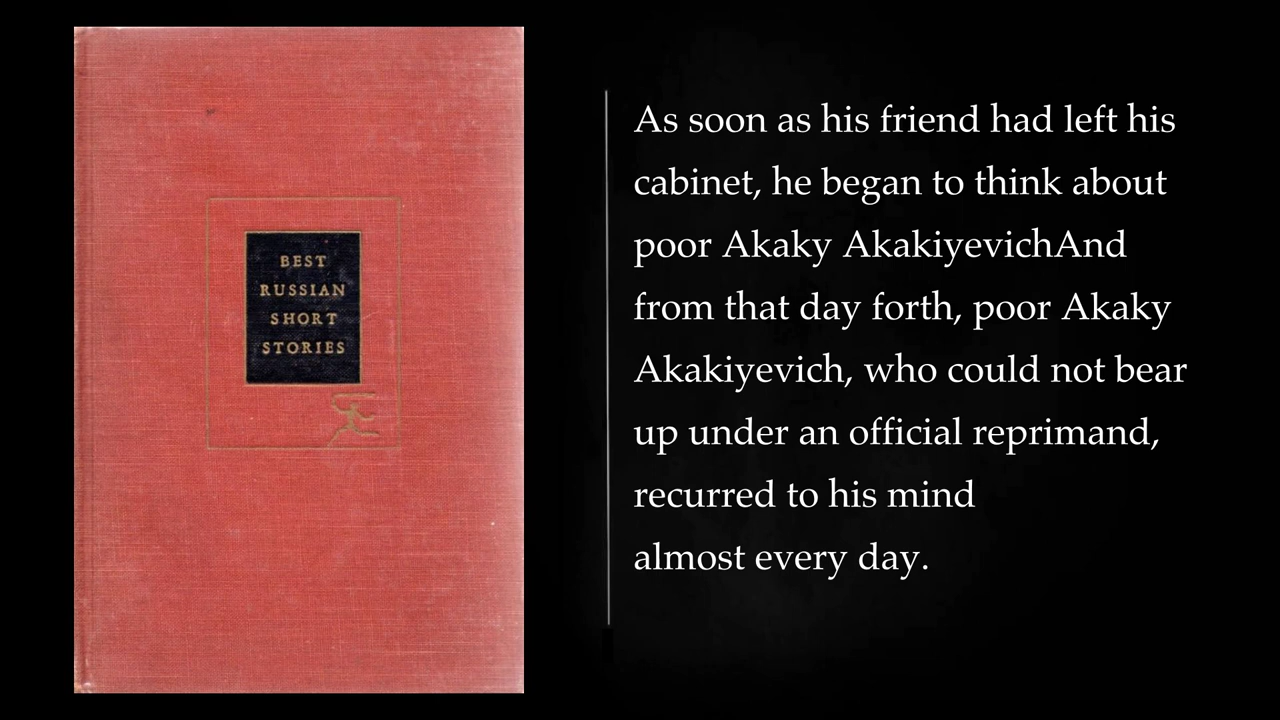 BEST
RUSSIAN
SHORT
STORIES
As soon as his friend had left his
cabinet, he began to think about
poor Akaky AkakiyevichAnd
from that day forth, poor Akaky
Akakiyevich, who could not bear
up under an official reprimand,
recurred to his mind
almost every day.